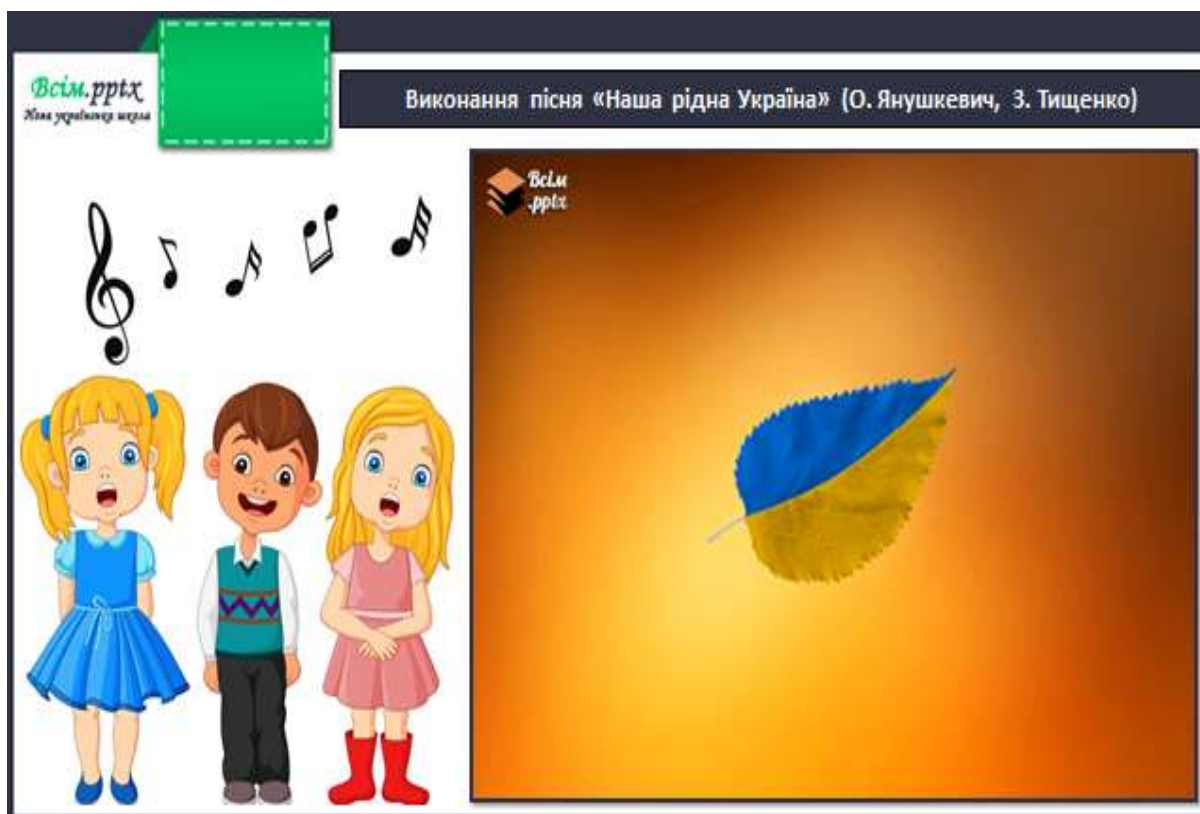 Всім.pptx
Нова українська школа
Виконання пісня «Наша рідна Україна» (О. Янушкевич, З. Тищенко)
Всім
.pptx